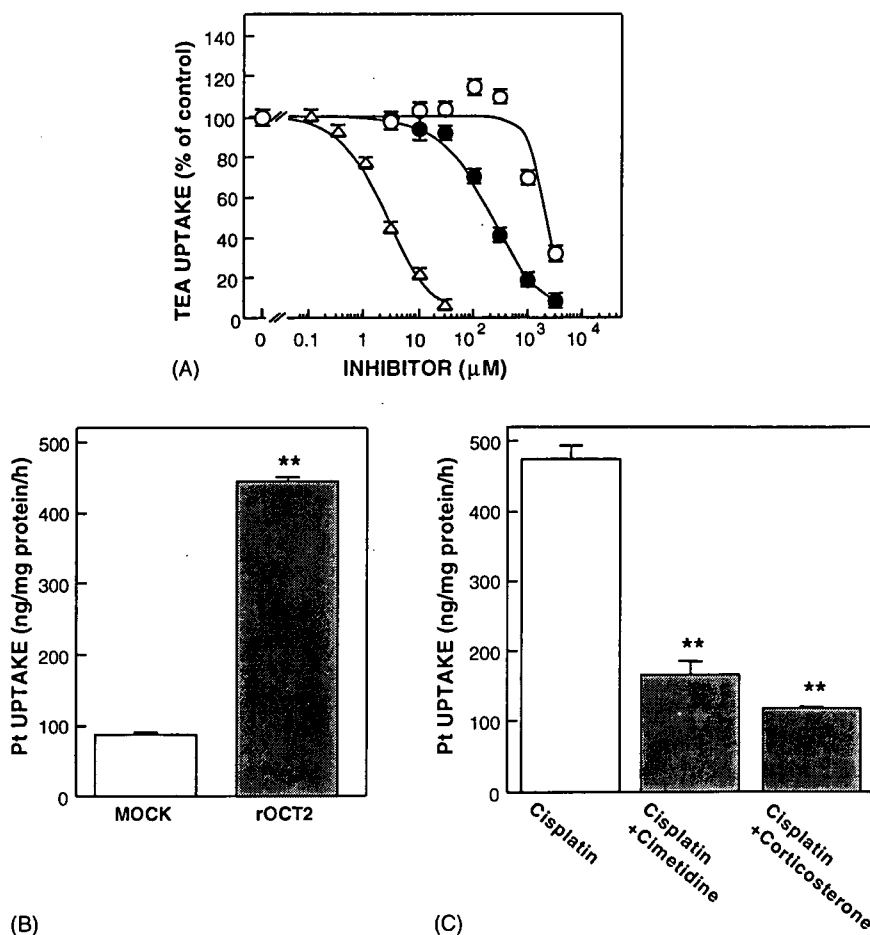 140
120
100
80
60
40
20
0
TEA UPTAKE (% of control)
0 0.1 1 10 10² 10³ 10⁴
INHIBITOR (µM)
(A)
500
400
300
200
100
0
Pt UPTAKE (ng/mg protein/h)
**
MOCK rOCT2
(B)
500
400
300
200
100
0
Pt UPTAKE (ng/mg protein/h)
**
**
Cisplatin
Cisplatin
+Cimetidine
Cisplatin
+Corticosterone
(C)